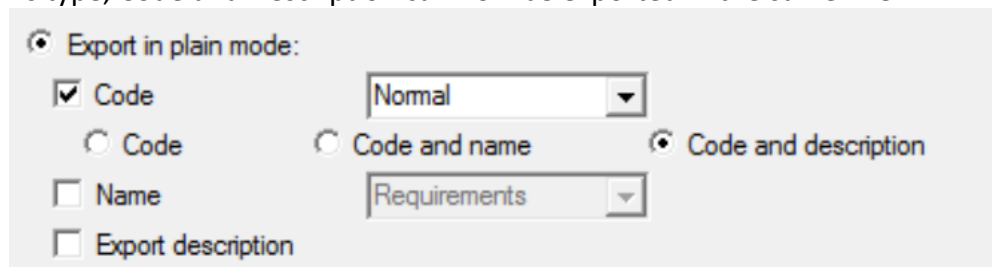 Export in plain mode:
Code Normal
Code Code and name Code and description
Name Requirements
Export description